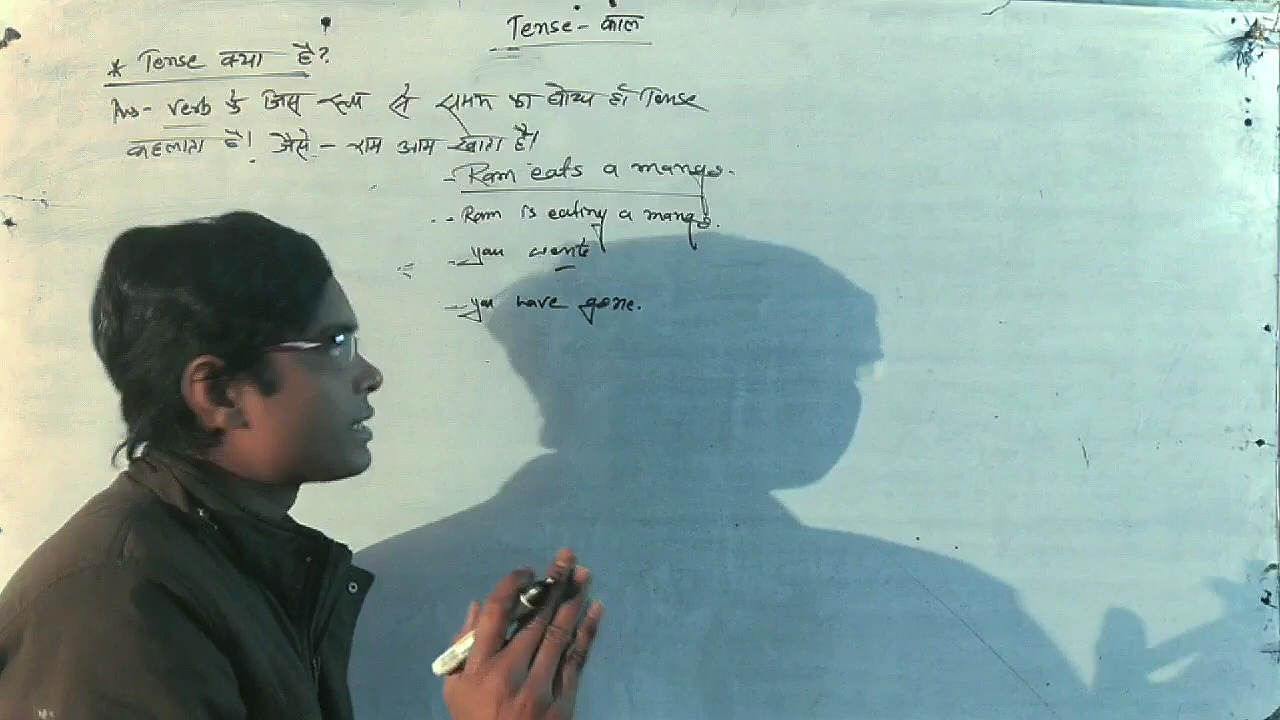 Tense - काल
* Tense क्या है?
Ans - Verb के जिस रूप से समय का बोध हो Tense
कहलाता है। जैसे - राम आम खाता है।
- Ram eats a mango.
- Ram is eating a mango.
- you went
- you have gone.